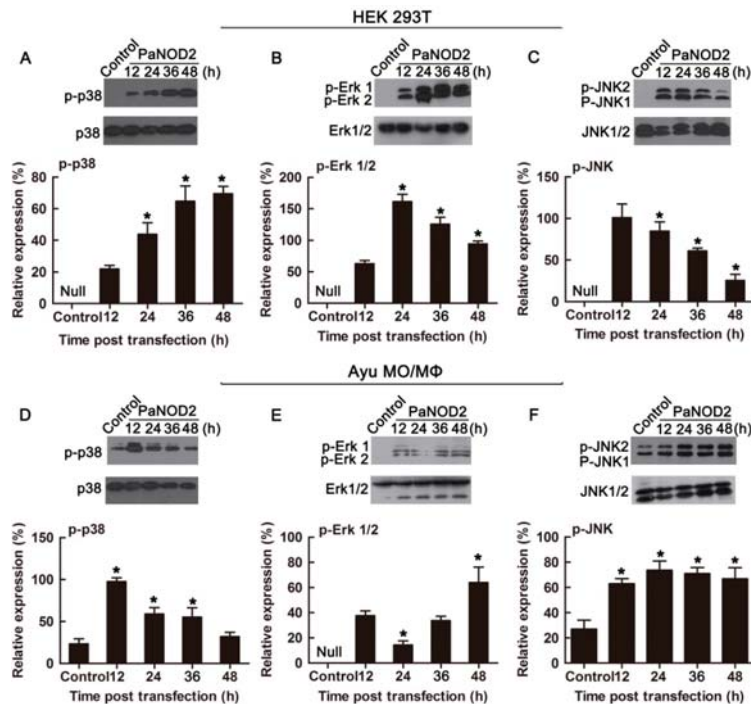 HEK 293T
A
Control
PaNOD2
12 24 36 48 (h)
p-p38
p38
p-p38
Relative expression (%)
80
60
40
20
0
Null
*
*
*
Control 12 24 36 48
Time post transfection (h)
B
Control
PaNOD2
12 24 36 48 (h)
p-Erk 1
p-Erk 2
Erk1/2
p-Erk 1/2
Relative expression (%)
200
150
100
50
0
Null
*
*
*
Control 12 24 36 48
Time post transfection (h)
C
Control
PaNOD2
12 24 36 48 (h)
p-JNK2
P-JNK1
JNK1/2
p-JNK
Relative expression (%)
150
100
50
0
Null
*
*
*
Control 12 24 36 48
Time post transfection (h)
Ayu MO/MΦ
D
Control
PaNOD2
12 24 36 48 (h)
p-p38
p38
p-p38
Relative expression (%)
150
100
50
0
*
*
*
Control 12 24 36 48
Time post transfection (h)
E
Control
PaNOD2
12 24 36 48 (h)
p-Erk 1
p-Erk 2
Erk1/2
p-Erk 1/2
Relative expression (%)
80
60
40
20
0
Null
*
*
Control 12 24 36 48
Time post transfection (h)
F
Control
PaNOD2
12 24 36 48 (h)
p-JNK2
P-JNK1
JNK1/2
p-JNK
Relative expression (%)
100
80
60
40
20
0
*
*
*
*
Control 12 24 36 48
Time post transfection (h)